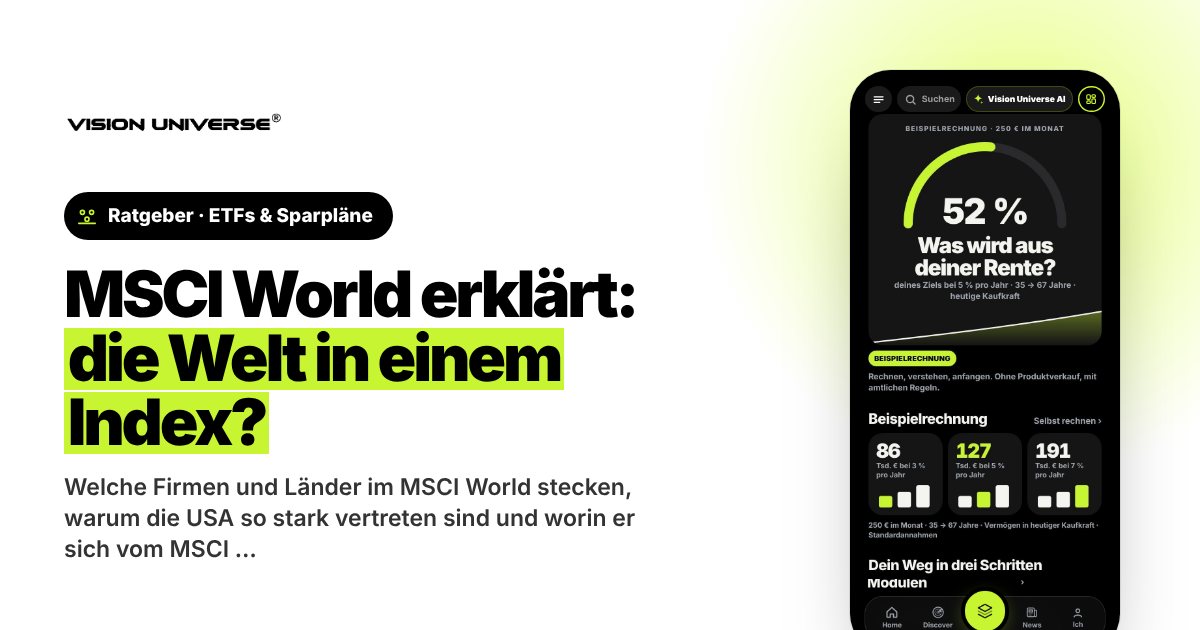 VISION UNIVERSE®
Ratgeber · ETFs & Sparpläne
MSCI World erklärt:
die Welt in einem
Index?
Welche Firmen und Länder im MSCI World stecken,
warum die USA so stark vertreten sind und worin er
sich vom MSCI ...
Suchen
Vision Universe AI
BEISPIELRECHNUNG · 250 € IM MONAT
52 %
Was wird aus
deiner Rente?
deines Ziels bei 5 % pro Jahr · 35 → 67 Jahre ·
heutige Kaufkraft
BEISPIELRECHNUNG
Rechnen, verstehen, anfangen. Ohne Produktverkauf, mit
amtlichen Regeln.
Beispielrechnung
Selbst rechnen ›
86
Tsd. € bei 3 %
pro Jahr
127
Tsd. € bei 5 %
pro Jahr
191
Tsd. € bei 7 %
pro Jahr
250 € im Monat · 35 → 67 Jahre · Vermögen in heutiger Kaufkraft ·
Standardannahmen
Dein Weg in drei Schritten
Modulen
›
Home
Discover
News
Ich